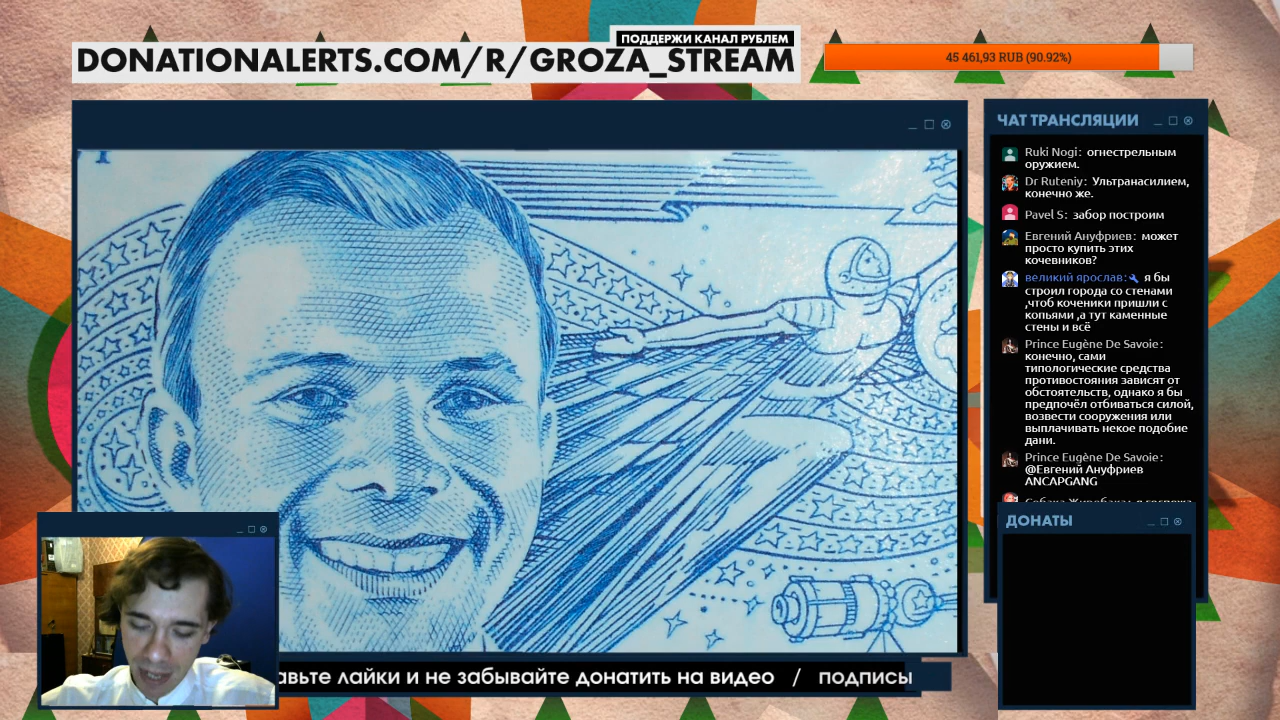 ПОДДЕРЖИ КАНАЛ РУБЛЕМ
DONATIONALERTS.COM/R/GROZA_STREAM
45 461,93 RUB (90.92%)
ЧАТ ТРАНСЛЯЦИИ
Ruki Nogi: огнестрельным
оружием.
Dr Ruteniy: Ультранасилием,
конечно же.
Pavel S: забор построим
Евгений Ануфриев: может
просто купить этих
кочевников?
великий ярослав: я бы
строил города со стенами
,чтоб коченики пришли с
копьями ,а тут каменные
стены и всё
Prince Eugène De Savoie:
конечно, сами
типологические средства
противостояния зависят от
обстоятельств, однако я бы
предпочёл отбиваться силой,
возвести сооружения или
выплачивать некое подобие
дани.
Prince Eugène De Savoie:
@Евгений Ануфриев
ANCAPGANG
ДОНАТЫ
авьте лайки и не забывайте донатить на видео / подписы